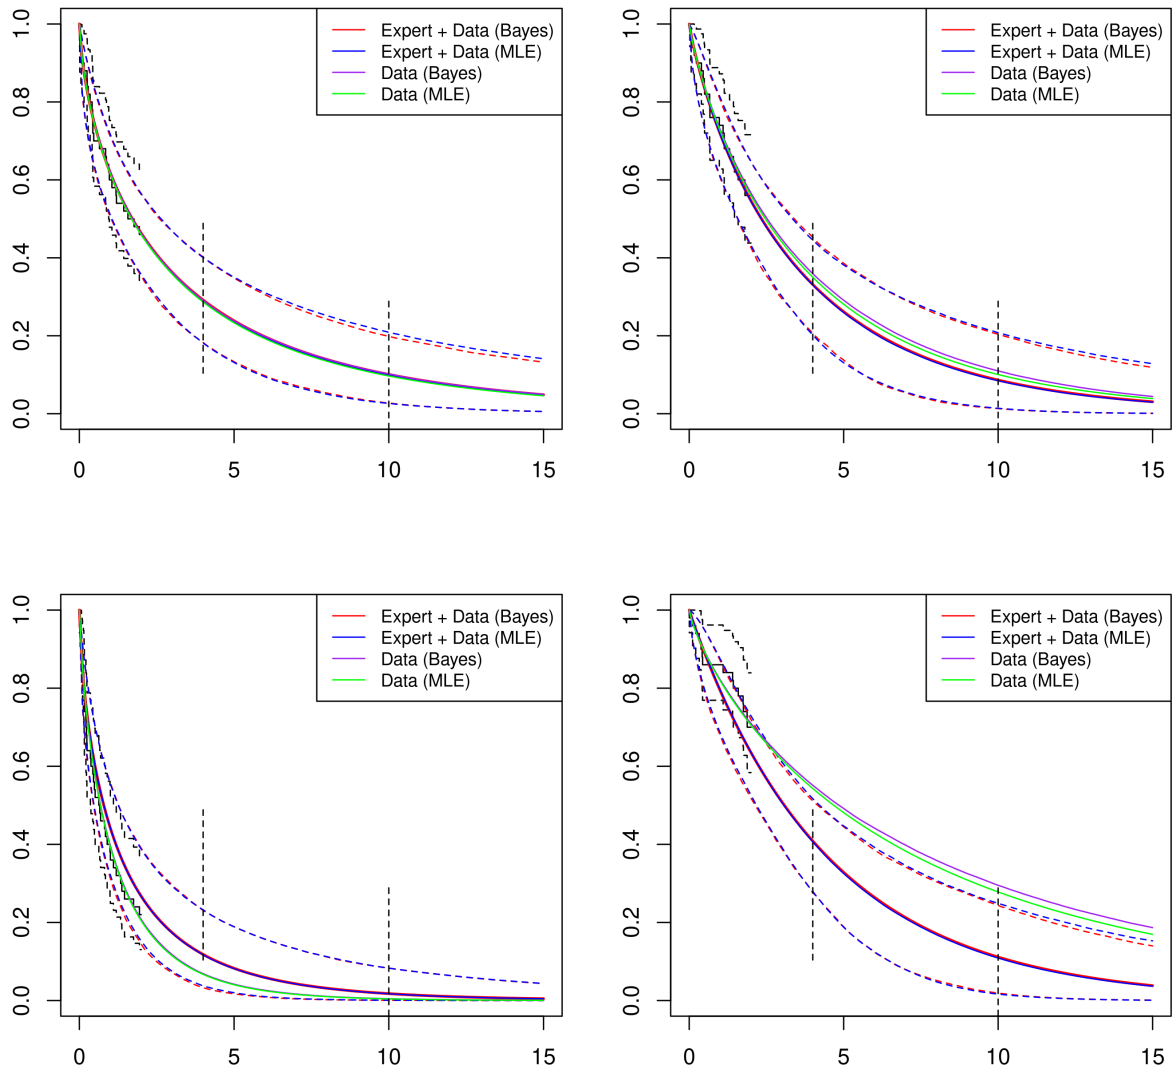 Expert + Data (Bayes)
Expert + Data (MLE)
Data (Bayes)
Data (MLE)
1.0
0.8
0.6
0.4
0.2
0.0
0 5 10 15
Expert + Data (Bayes)
Expert + Data (MLE)
Data (Bayes)
Data (MLE)
1.0
0.8
0.6
0.4
0.2
0.0
0 5 10 15
Expert + Data (Bayes)
Expert + Data (MLE)
Data (Bayes)
Data (MLE)
1.0
0.8
0.6
0.4
0.2
0.0
0 5 10 15
Expert + Data (Bayes)
Expert + Data (MLE)
Data (Bayes)
Data (MLE)
1.0
0.8
0.6
0.4
0.2
0.0
0 5 10 15